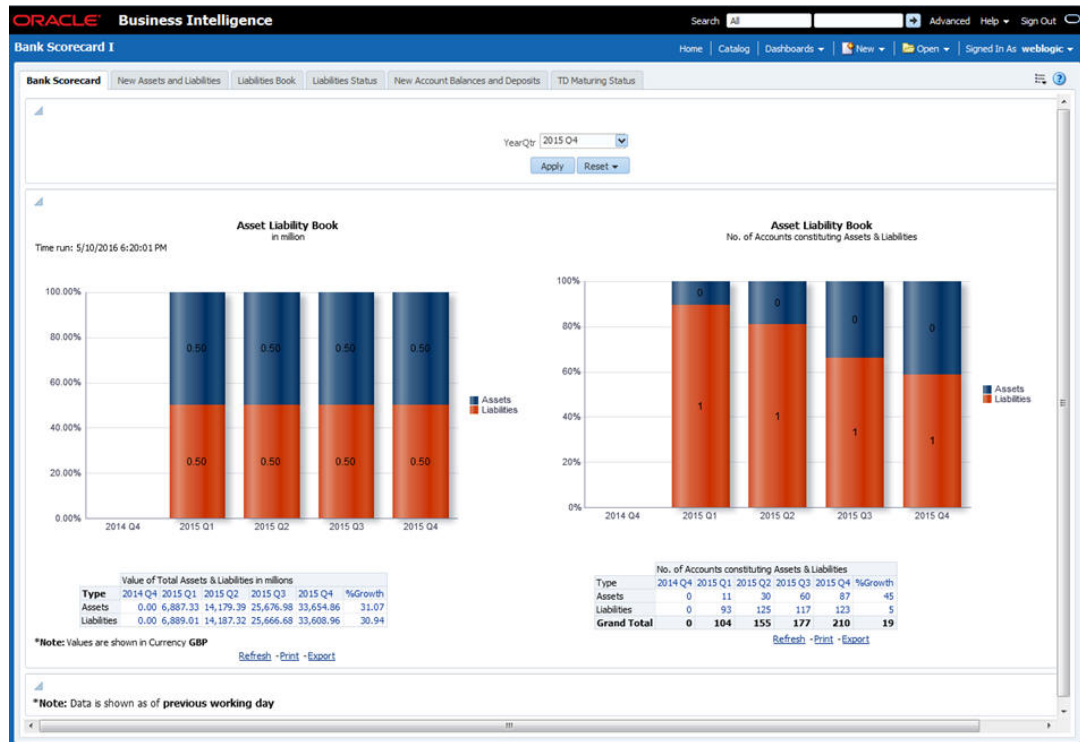 ORACLE Business Intelligence
Search All Advanced Help Sign Out
Bank Scorecard I
Home Catalog Dashboards New Open Signed In As weblogic
Bank Scorecard New Assets and Liabilities Liabilities Book Liabilities Status New Account Balances and Deposits TD Maturing Status
YearQtr 2015 Q4
Apply Reset
Asset Liability Book
in million
Time run: 5/10/2016 6:20:01 PM
100.00%
80.00%
60.00%
40.00%
20.00%
0.00%
0.50 0.50 0.50 0.50
0.50 0.50 0.50 0.50
2014 Q4 2015 Q1 2015 Q2 2015 Q3 2015 Q4
Assets
Liabilities
Value of Total Assets & Liabilities in millions
Type 2014 Q4 2015 Q1 2015 Q2 2015 Q3 2015 Q4 %Growth
Assets 0.00 6,887.33 14,179.39 25,676.98 33,654.86 31.07
Liabilities 0.00 6,889.01 14,187.32 25,666.68 33,608.96 30.94
*Note: Values are shown in Currency GBP
Refresh - Print - Export
Asset Liability Book
No. of Accounts constituting Assets & Liabilities
100%
80%
60%
40%
20%
0%
0 0 0 0
1 1 1 1
2014 Q4 2015 Q1 2015 Q2 2015 Q3 2015 Q4
Assets
Liabilities
No. of Accounts constituting Assets & Liabilities
Type 2014 Q4 2015 Q1 2015 Q2 2015 Q3 2015 Q4 %Growth
Assets 0 11 30 60 87 45
Liabilities 0 93 125 117 123 5
Grand Total 0 104 155 177 210 19
Refresh - Print - Export
*Note: Data is shown as of previous working day